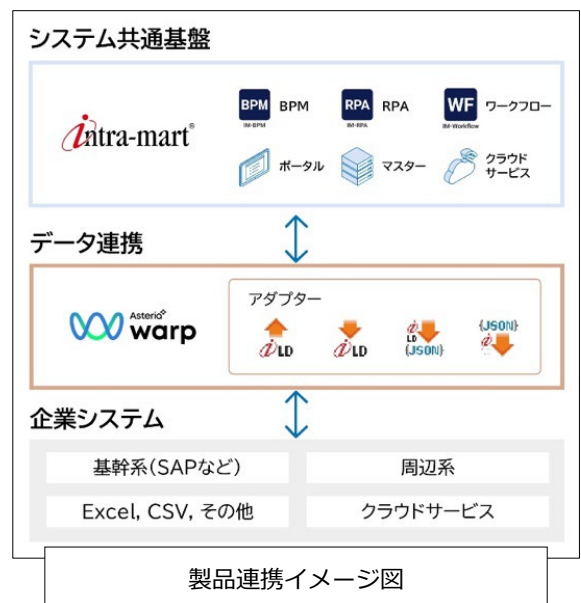 システム共通基盤
intra-mart®
BPM BPM
IM-BPM
RPA RPA
IM-RPA
WF ワークフロー
IM-Workflow
ポータル
マスター
クラウド
サービス
データ連携
Asteria
warp
アダプター
LD
LD
LD
{JSON}
{JSON}
企業システム
基幹系(SAPなど)
周辺系
Excel, CSV, その他
クラウドサービス
製品連携イメージ図